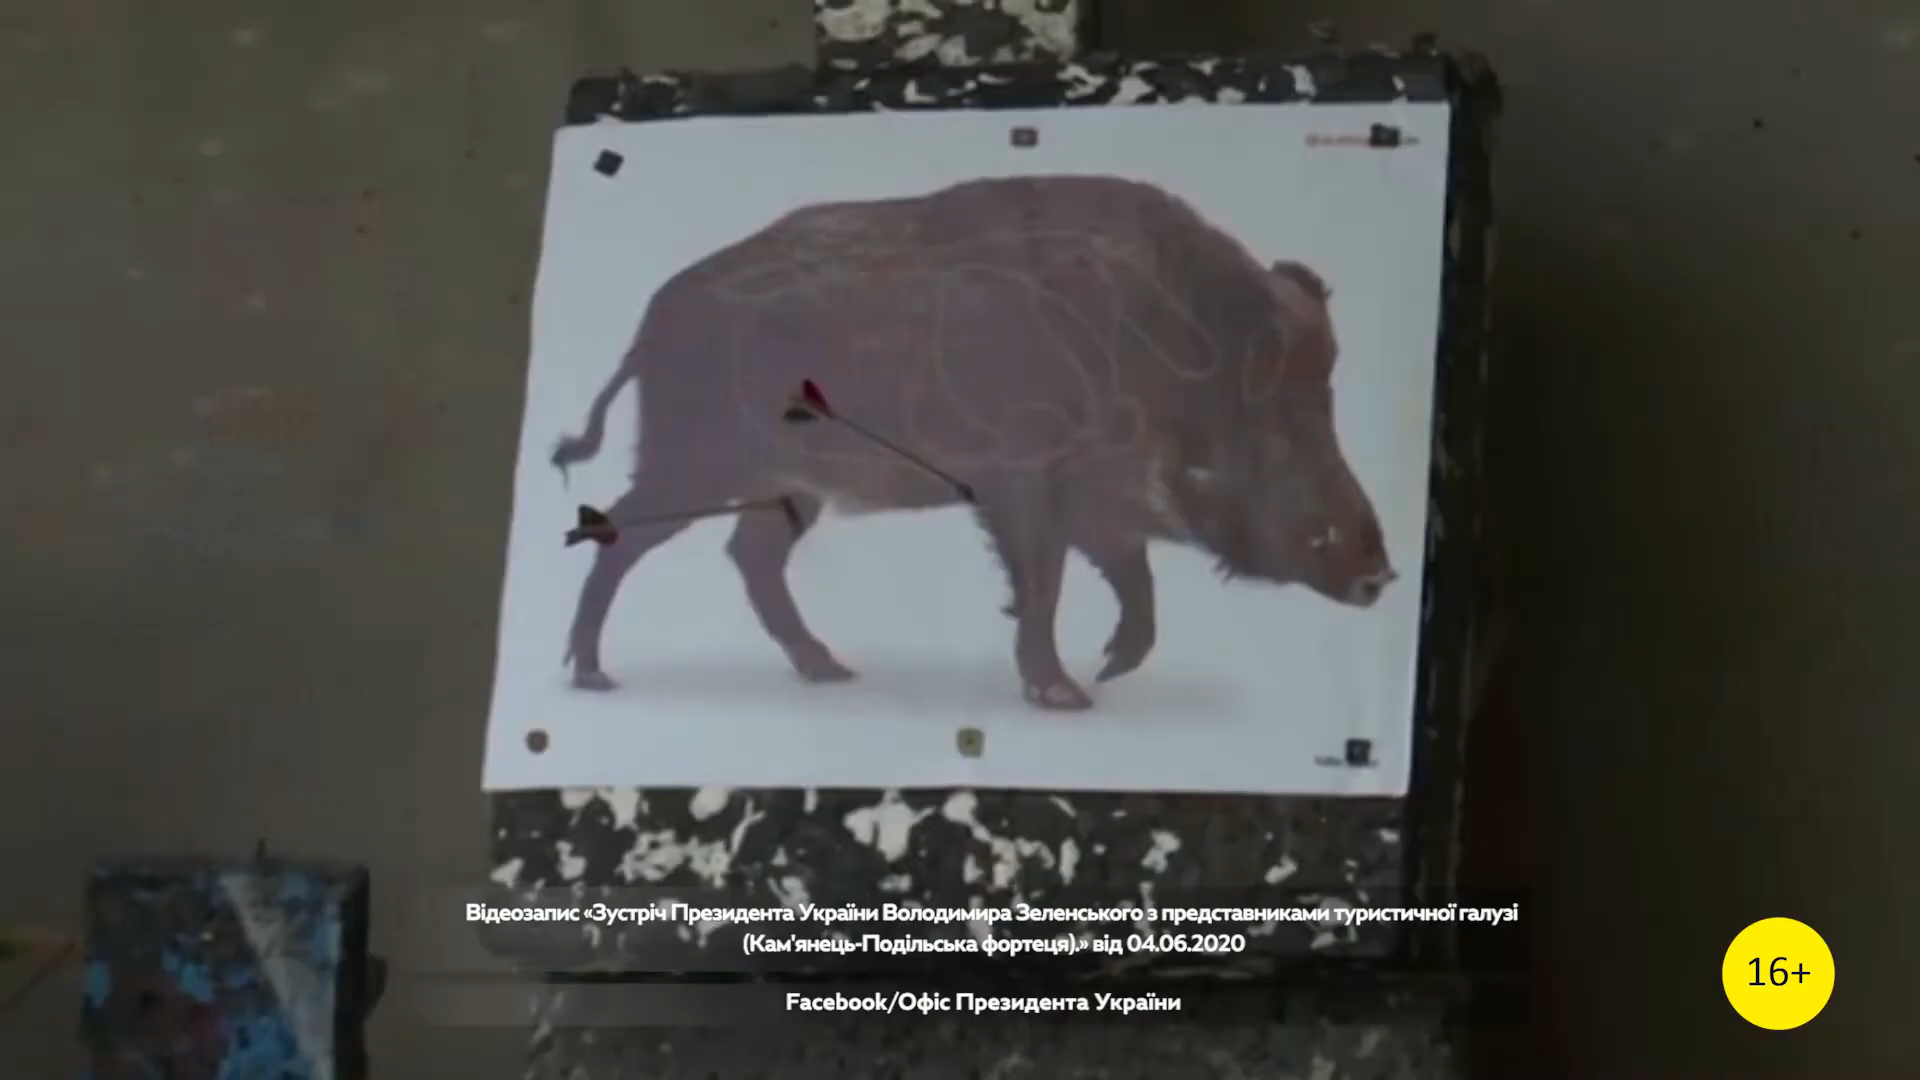 Відеозапис «Зустріч Президента України Володимира Зеленського з представниками туристичної галузі
(Кам'янець-Подільська фортеця).» від 04.06.2020
Facebook/Офіс Президента України
16+